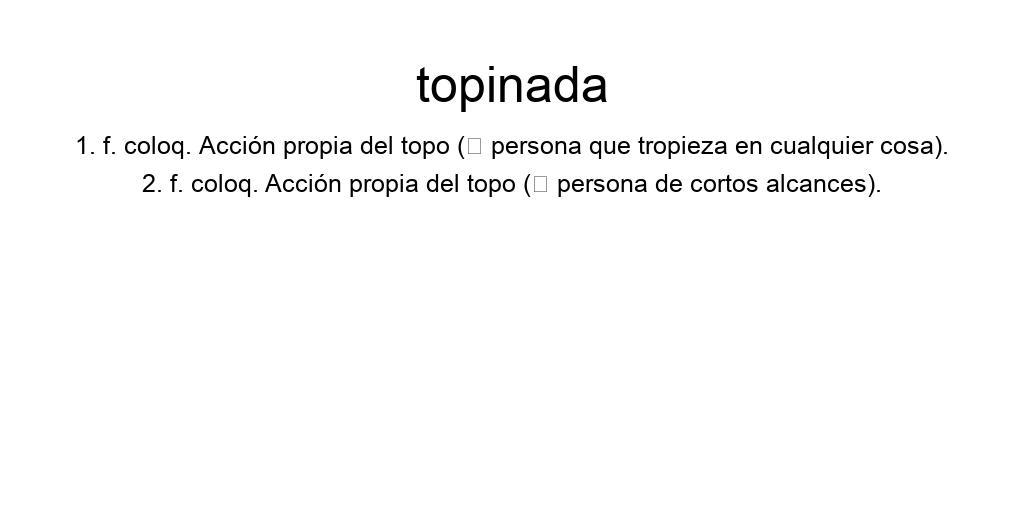 topinada
1. f. coloq. Acción propia del topo (□ persona que tropieza en cualquier cosa).
2. f. coloq. Acción propia del topo (□ persona de cortos alcances).